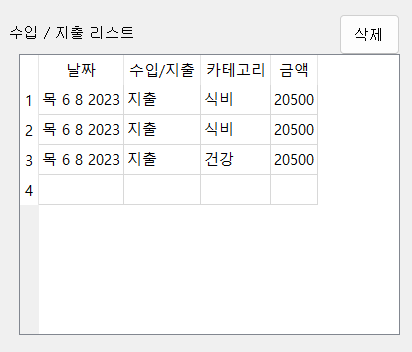 수입 / 지출 리스트 삭제
날짜 수입/지출 카테고리 금액
1 목 6 8 2023 지출 식비 20500
2 목 6 8 2023 지출 식비 20500
3 목 6 8 2023 지출 건강 20500
4